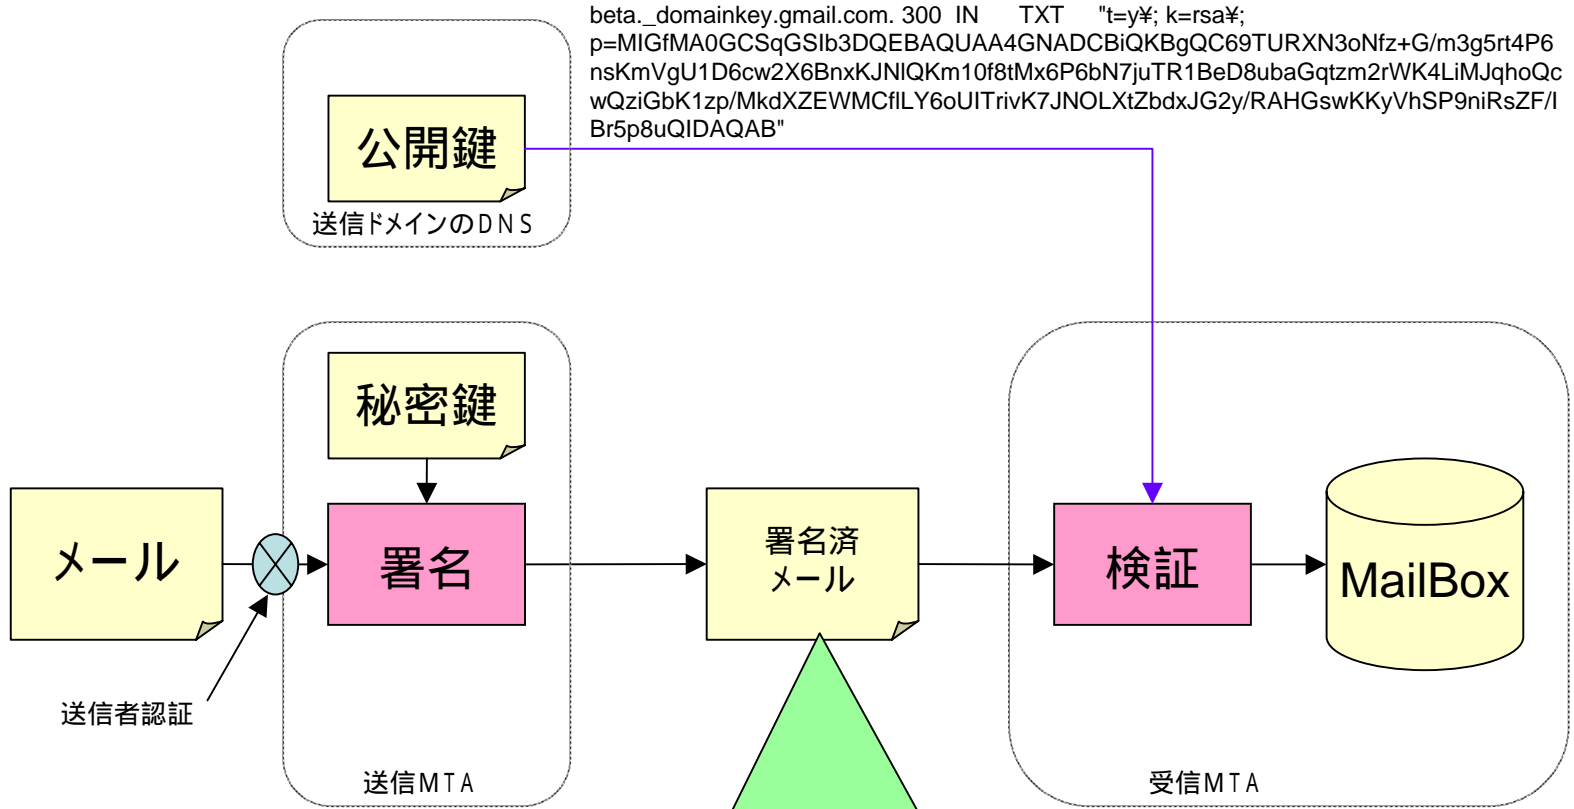 beta._domainkey.gmail.com. 300 IN TXT "t=y¥; k=rsa¥;
p=MIGfMA0GCSqGSIb3DQEBAQUAA4GNADCBiQKBgQC69TURXN3oNfz+G/m3g5rt4P6
nsKmVgU1D6cw2X6BnxKJNlQKm10f8tMx6P6bN7juTR1BeD8ubaGqtzm2rWK4LiMJqhoQc
wQziGbK1zp/MkdXZEWMCflLY6oUITrivK7JNOLXtZbdxJG2y/RAHGswKKyVhSP9niRsZF/I
Br5p8uQIDAQAB"
公開鍵
送信ドメインのDNS
秘密鍵
メール
署名
署名済
メール
検証
MailBox
送信者認証
送信MTA
受信MTA